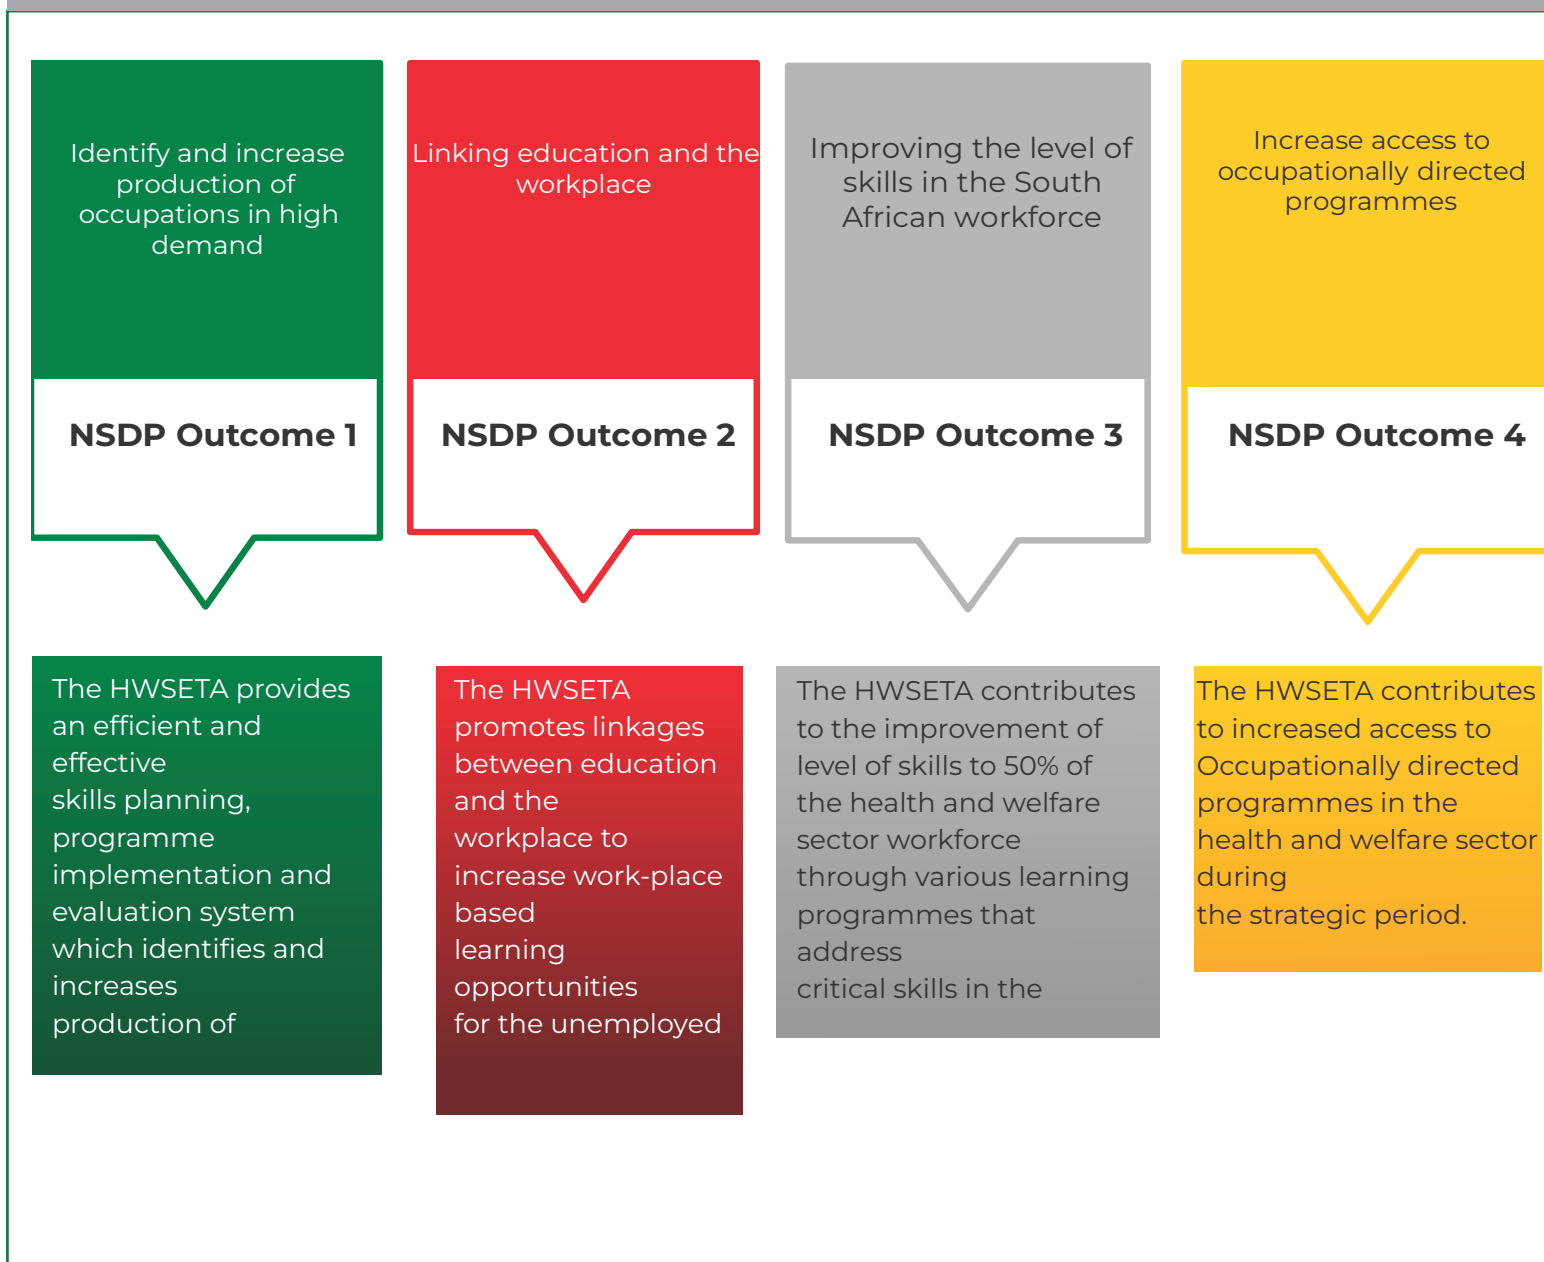 Identify and increase
production of
occupations in high
demand
NSDP Outcome 1
The HWSETA provides
an efficient and
effective
skills planning,
programme
implementation and
evaluation system
which identifies and
increases
production of
Linking education and the
workplace
NSDP Outcome 2
The HWSETA
promotes linkages
between education
and the
workplace to
increase work-place
based
learning
opportunities
for the unemployed
Improving the level of
skills in the South
African workforce
NSDP Outcome 3
The HWSETA contributes
to the improvement of
level of skills to 50% of
the health and welfare
sector workforce
through various learning
programmes that
address
critical skills in the
Increase access to
occupationally directed
programmes
NSDP Outcome 4
The HWSETA contributes
to increased access to
Occupationally directed
programmes in the
health and welfare sector
during
the strategic period.